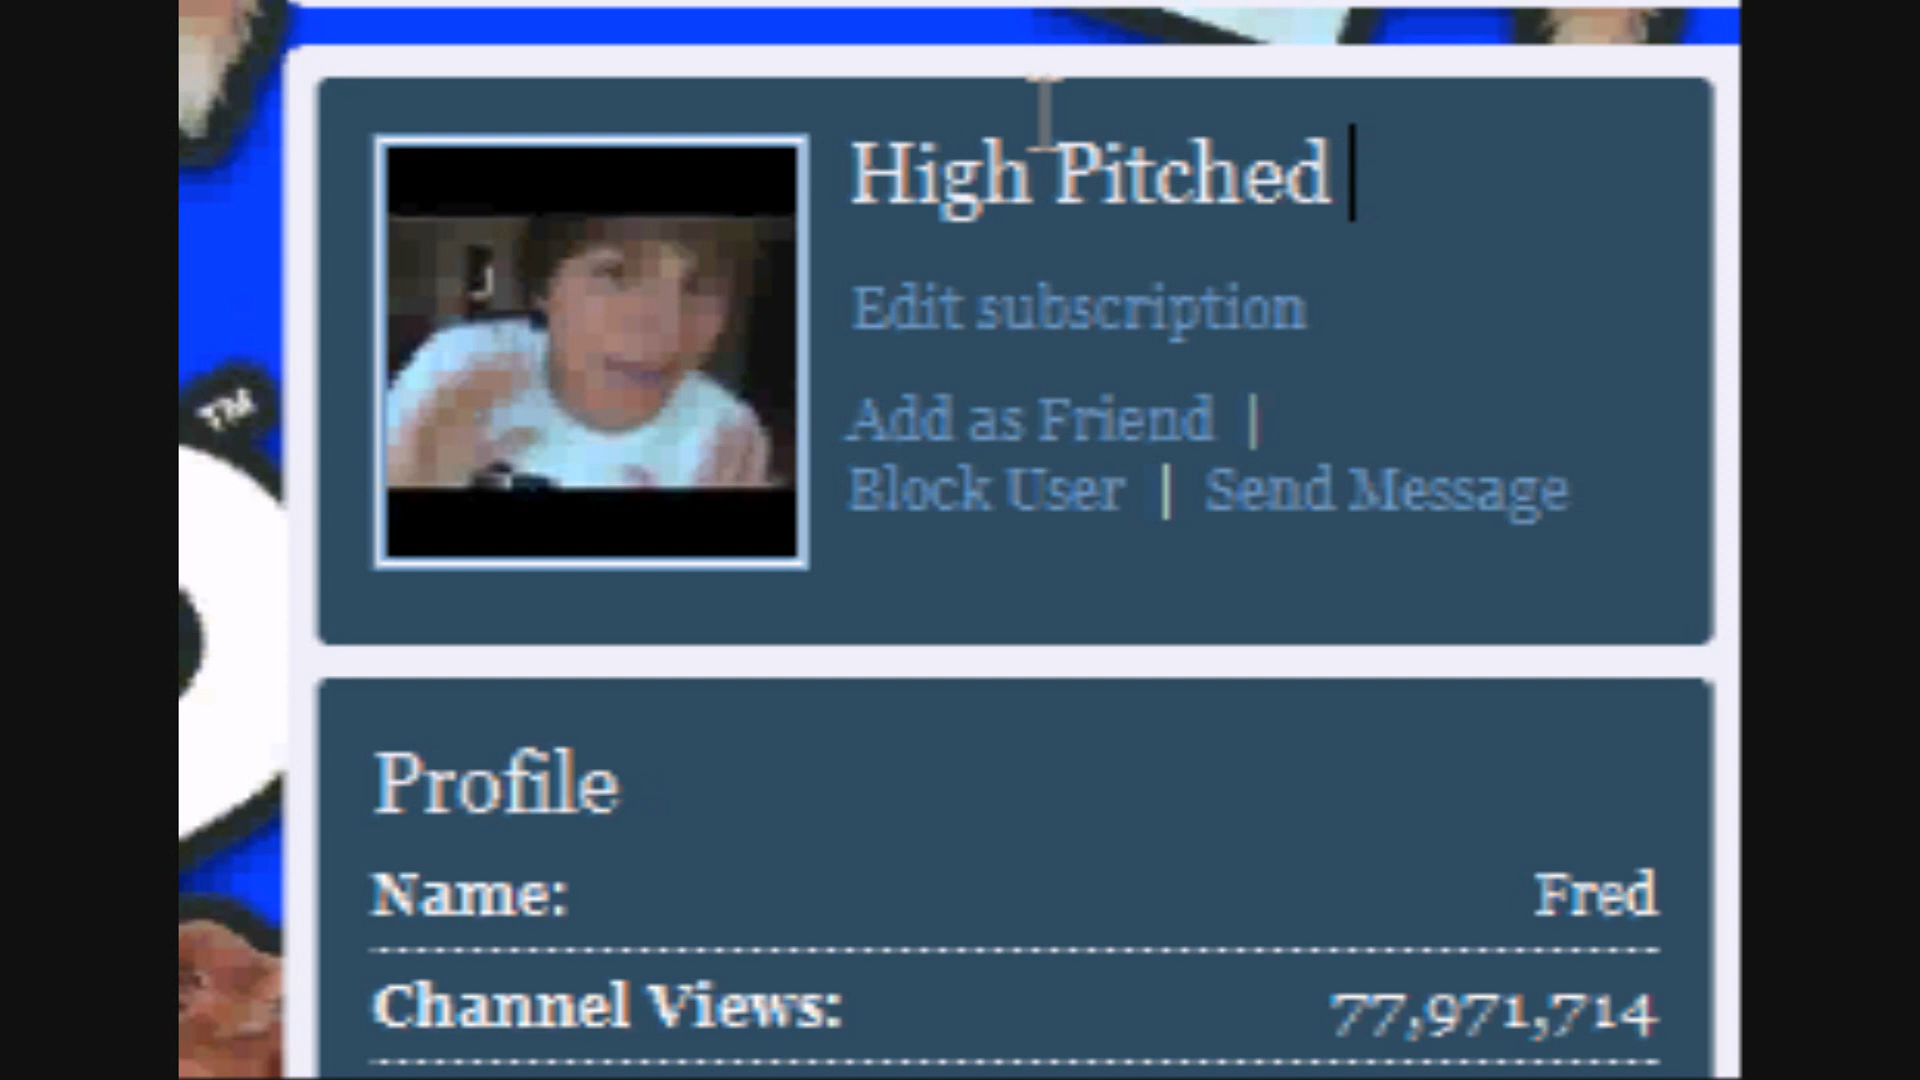 High Pitched
Edit subscription
Add as Friend |
Block User | Send Message
TM
Profile
Name: Fred
Channel Views: 77,971,714